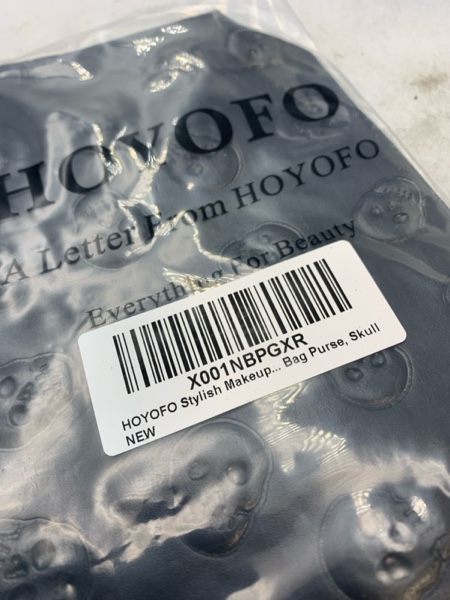 HOYOFO
A Letter From HOYOFO
Everything For Beauty
X001NBPGXR
HOYOFO Stylish Makeup... Bag Purse, Skull
NEW